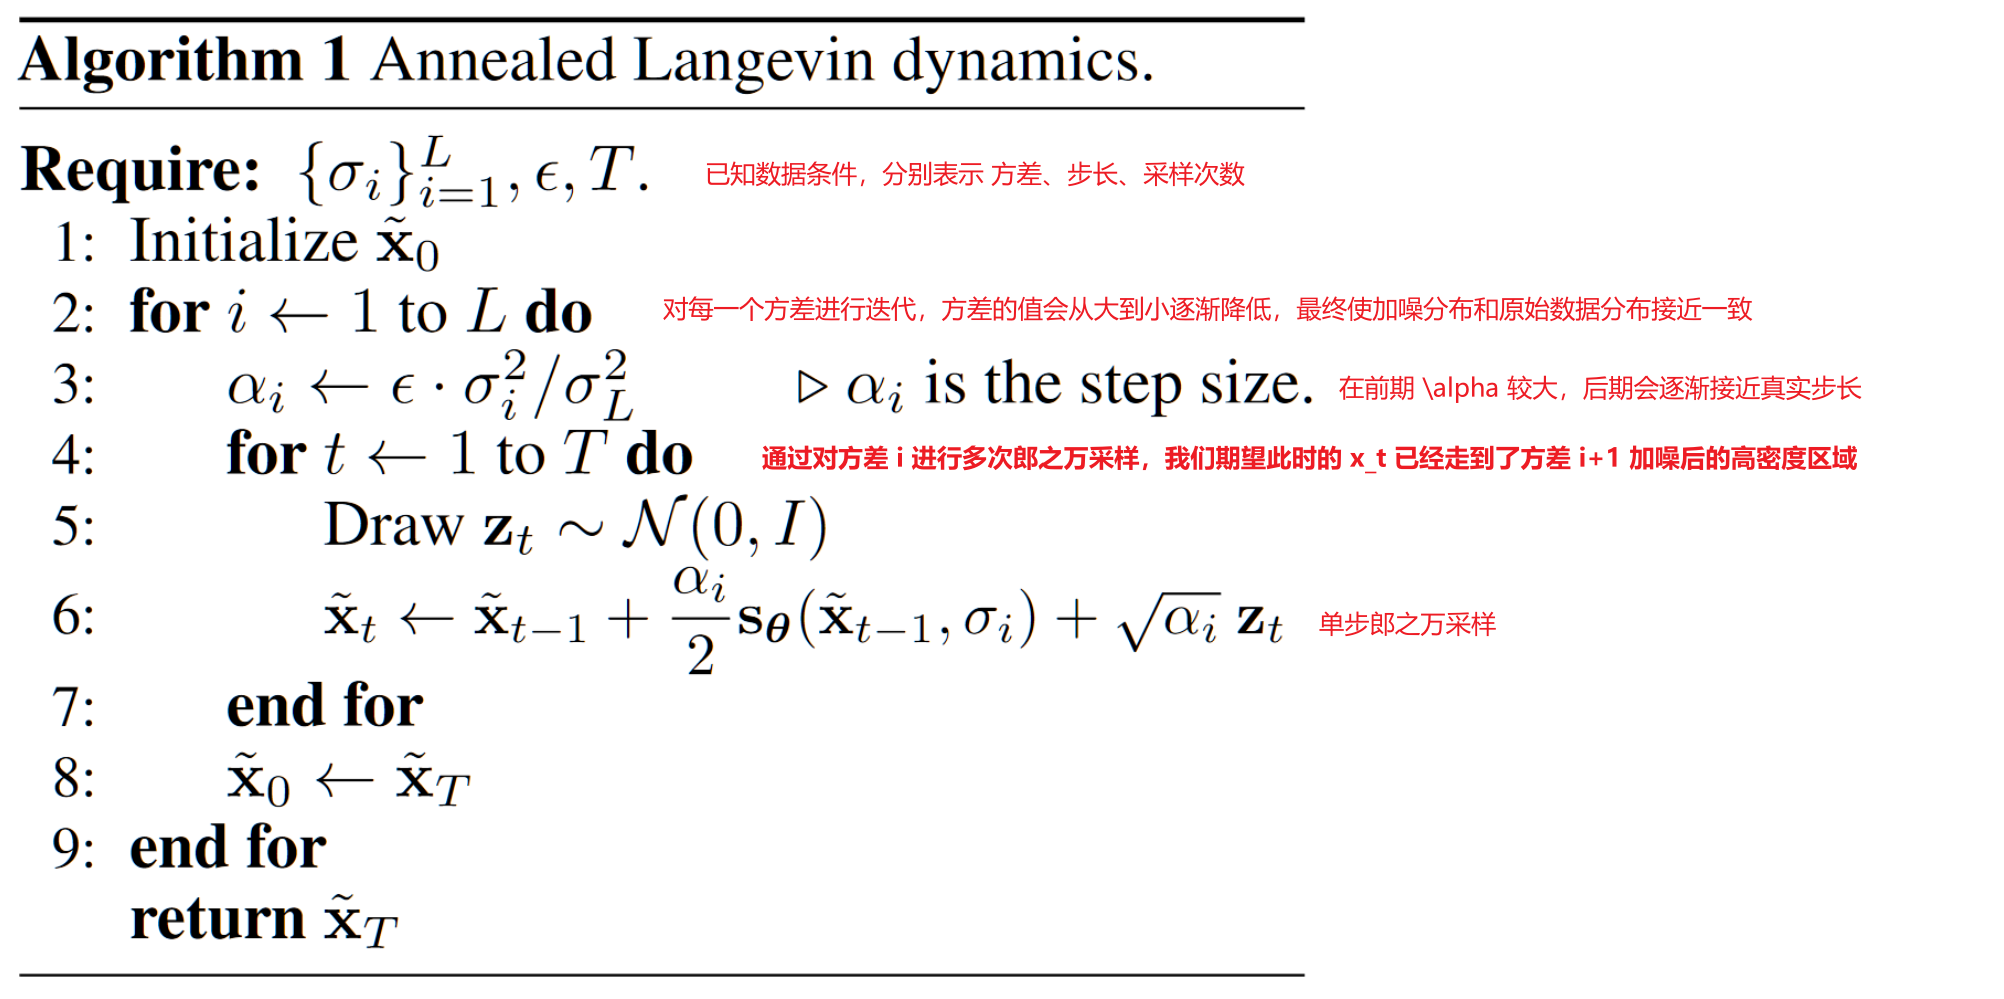 Algorithm 1 Annealed Langevin dynamics.
Require: $\{\sigma_i\}_{i=1}^{L}, \epsilon, T.$ 已知数据条件，分别表示 方差、步长、采样次数
1: Initialize $\tilde{\mathbf{x}}_0$
2: for $i \leftarrow 1$ to $L$ do 对每一个方差进行迭代，方差的值会从大到小逐渐降低，最终使加噪分布和原始数据分布接近一致
3: $\alpha_i \leftarrow \epsilon \cdot \sigma_i^2/\sigma_L^2$ ▷ $\alpha_i$ is the step size. 在前期 \alpha 较大，后期会逐渐接近真实步长
4: for $t \leftarrow 1$ to $T$ do 通过对方差 i 进行多次郎之万采样，我们期望此时的 x_t 已经走到了方差 i+1 加噪后的高密度区域
5: Draw $\mathbf{z}_t \sim \mathcal{N}(0, I)$
6: $\tilde{\mathbf{x}}_t \leftarrow \tilde{\mathbf{x}}_{t-1} + \frac{\alpha_i}{2} \mathbf{s}_{\boldsymbol{\theta}}(\tilde{\mathbf{x}}_{t-1}, \sigma_i) + \sqrt{\alpha_i}\, \mathbf{z}_t$ 单步郎之万采样
7: end for
8: $\tilde{\mathbf{x}}_0 \leftarrow \tilde{\mathbf{x}}_T$
9: end for
return $\tilde{\mathbf{x}}_T$